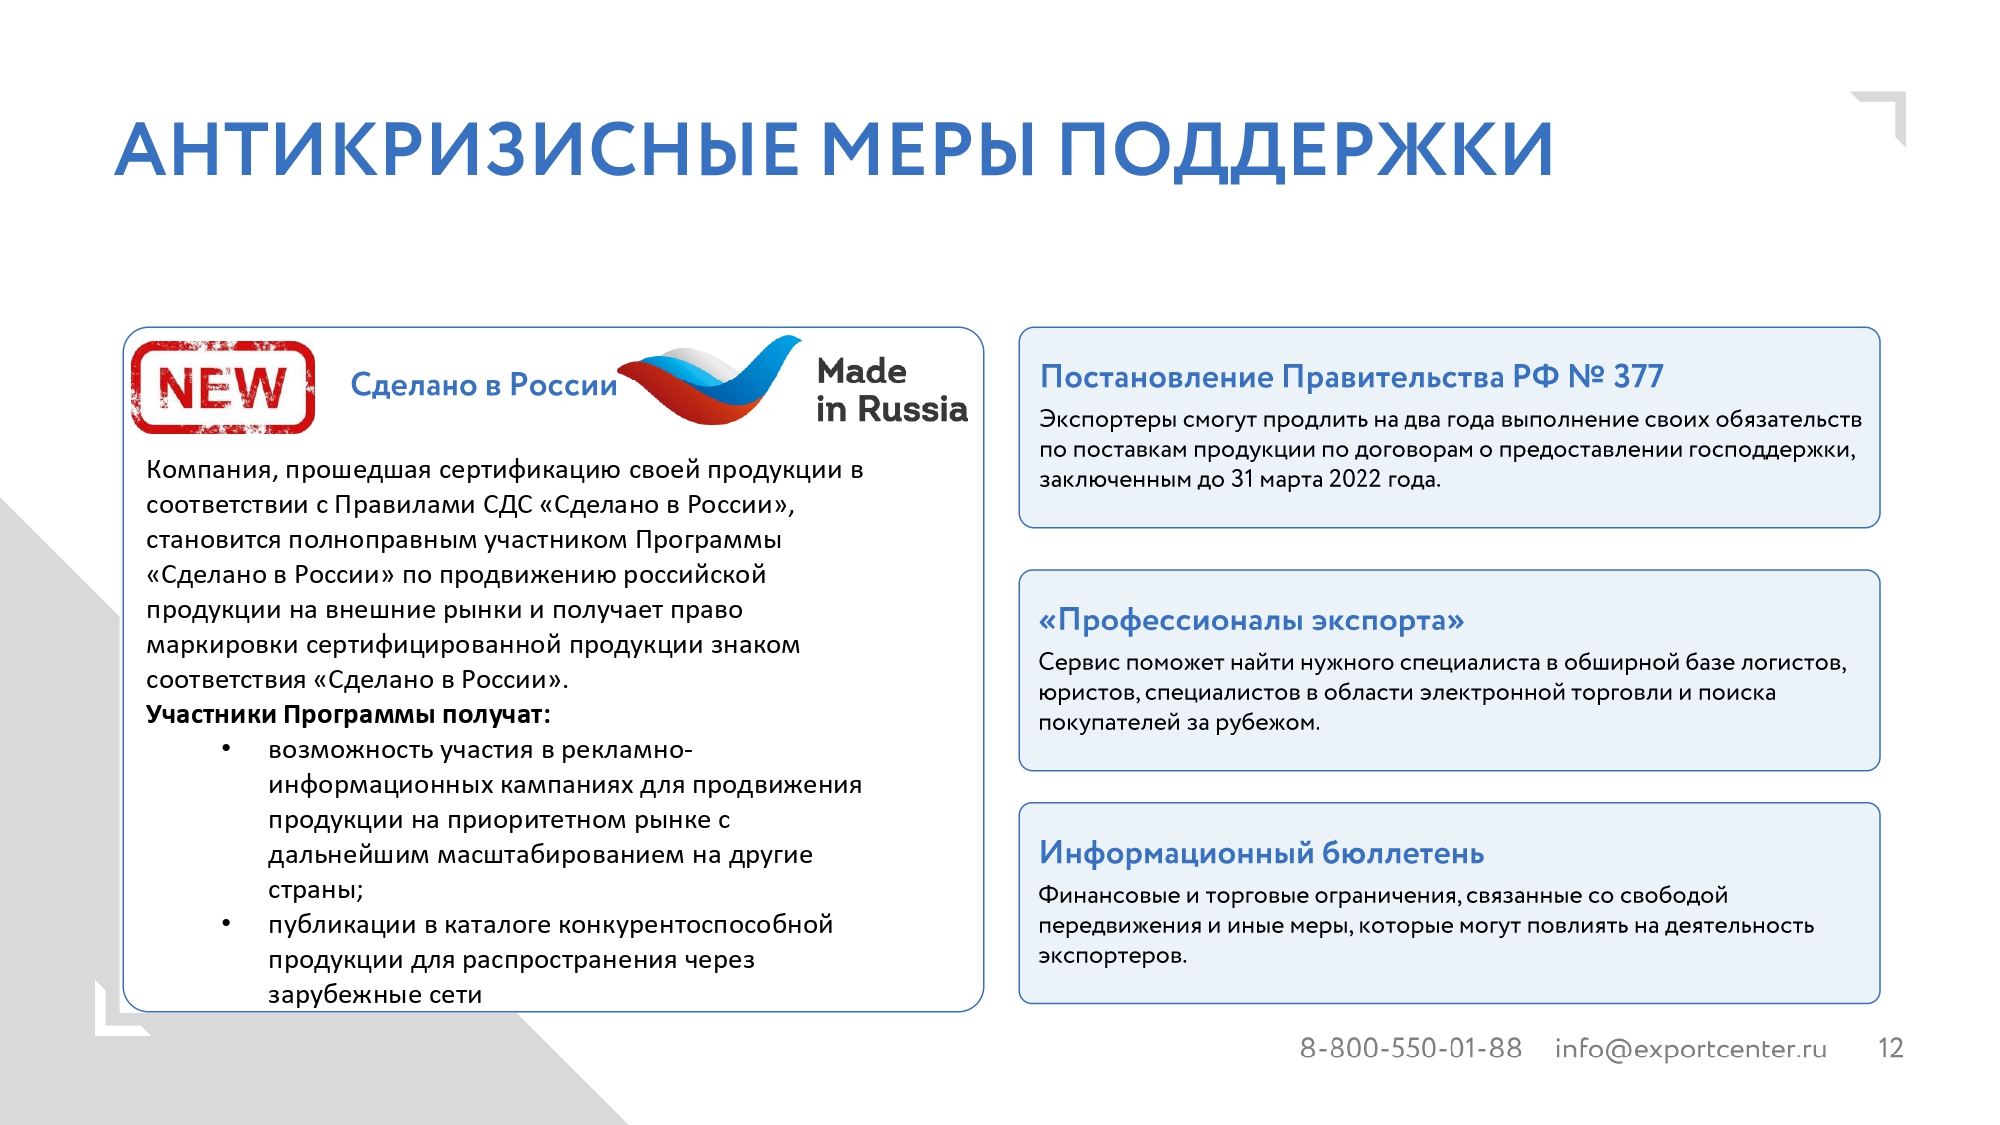 АНТИКРИЗИСНЫЕ МЕРЫ ПОДДЕРЖКИ
NEW
Сделано в России
Made
in Russia
Компания, прошедшая сертификацию своей продукции в
соответствии с Правилами СДС «Сделано в России»,
становится полноправным участником Программы
«Сделано в России» по продвижению российской
продукции на внешние рынки и получает право
маркировки сертифицированной продукции знаком
соответствия «Сделано в России».
Участники Программы получат:
• возможность участия в рекламно-
информационных кампаниях для продвижения
продукции на приоритетном рынке с
дальнейшим масштабированием на другие
страны;
• публикации в каталоге конкурентоспособной
продукции для распространения через
зарубежные сети
Постановление Правительства РФ № 377
Экспортеры смогут продлить на два года выполнение своих обязательств
по поставкам продукции по договорам о предоставлении господдержки,
заключенным до 31 марта 2022 года.
«Профессионалы экспорта»
Сервис поможет найти нужного специалиста в обширной базе логистов,
юристов, специалистов в области электронной торговли и поиска
покупателей за рубежом.
Информационный бюллетень
Финансовые и торговые ограничения, связанные со свободой
передвижения и иные меры, которые могут повлиять на деятельность
экспортеров.
8-800-550-01-88 info@exportcenter.ru 12